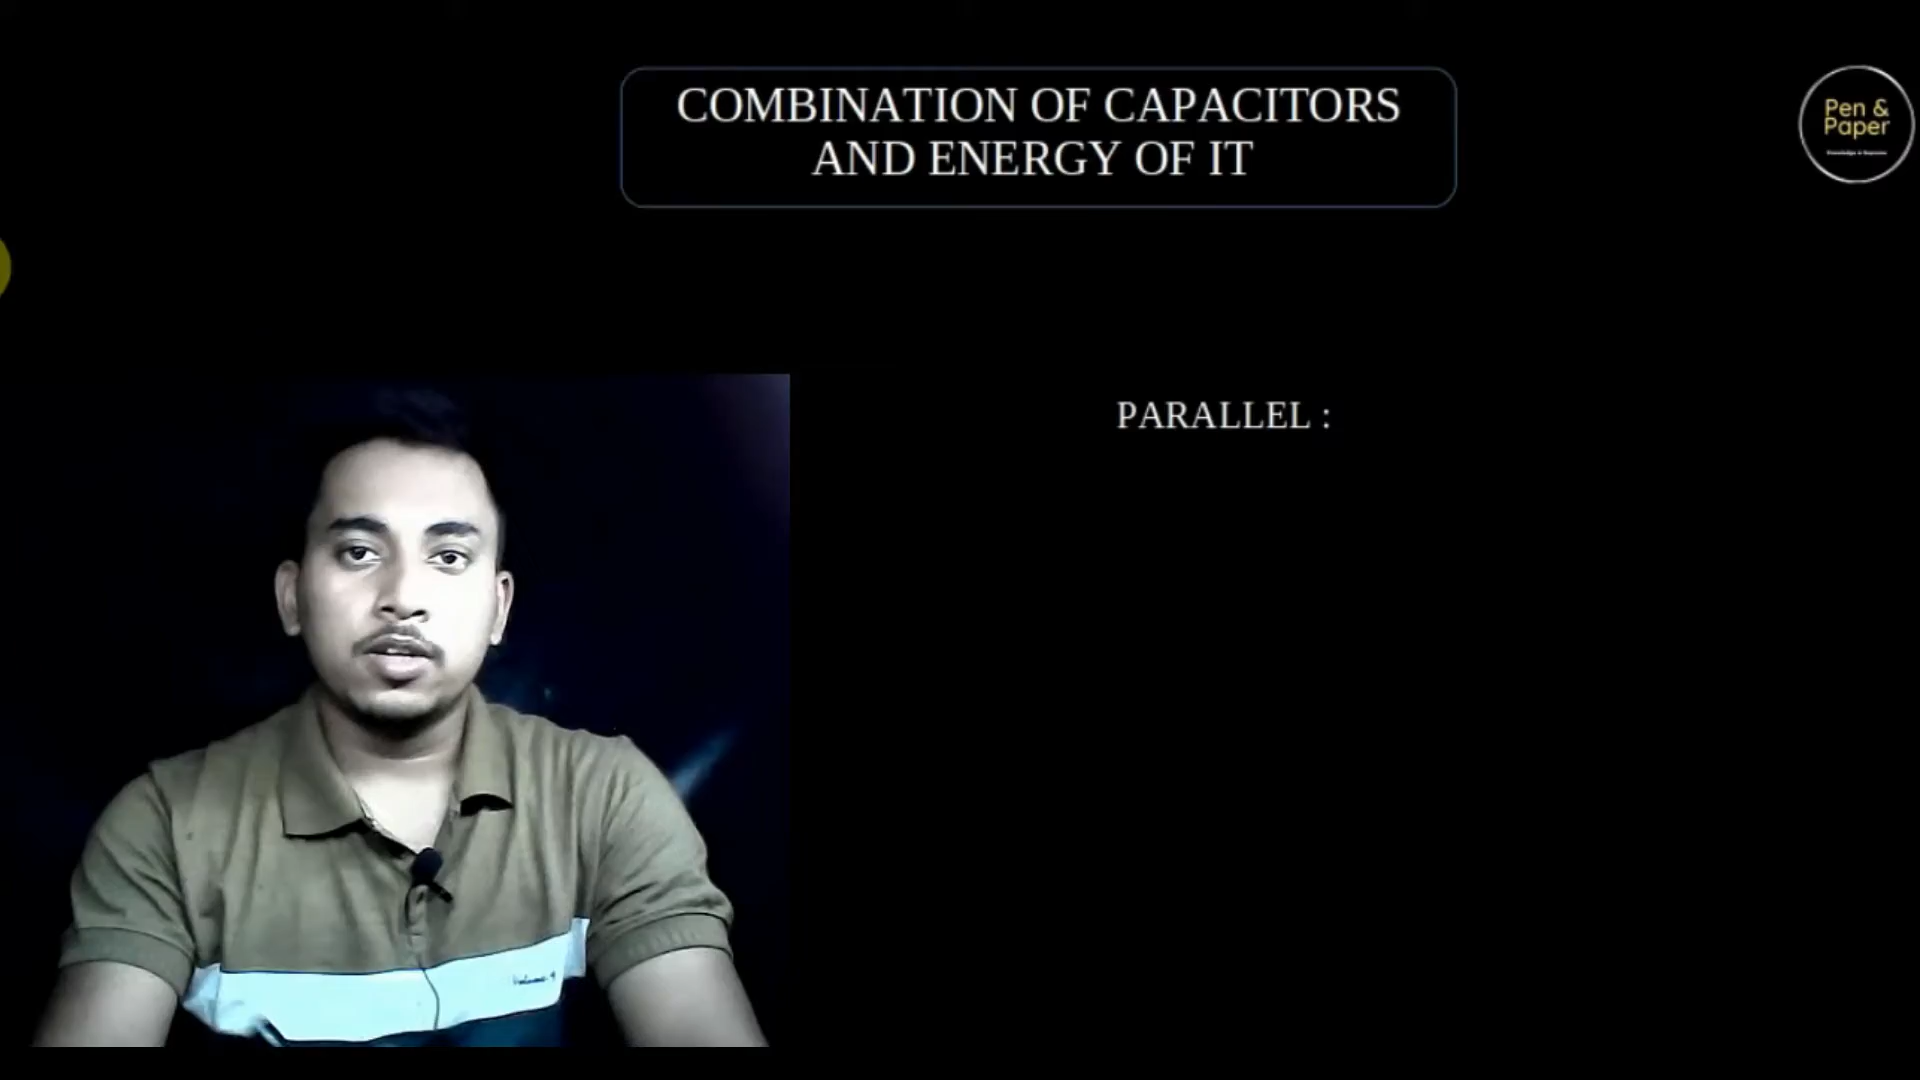 COMBINATION OF CAPACITORS
AND ENERGY OF IT
Pen &
Paper
PARALLEL :